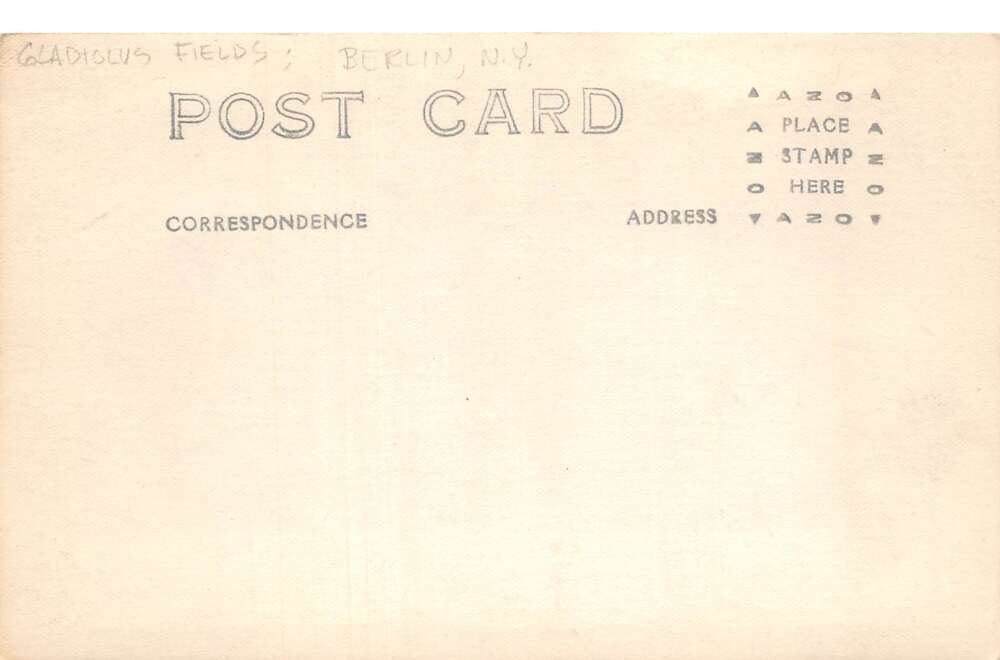 GLADIOLUS FIELDS; BERLIN, N.Y.
POST CARD
CORRESPONDENCE
ADDRESS
AZO
A PLACE A
Z STAMP Z
O HERE O
AZO